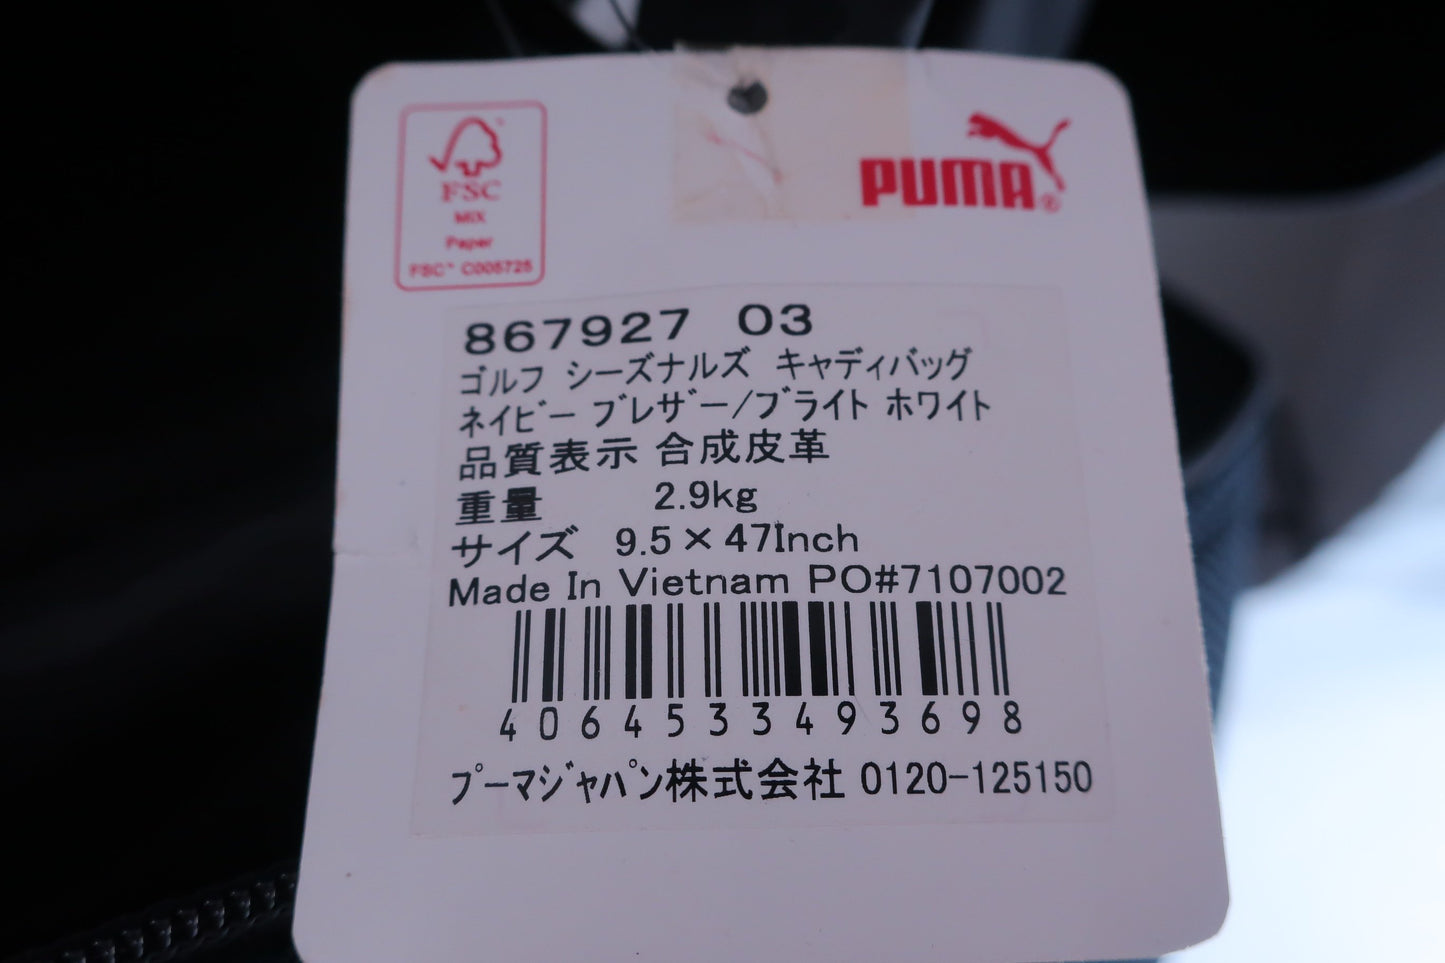 FSC
MIX
Paper
FSC™ C005725
PUMA®
867927 03
ゴルフ シーズナルズ キャディバッグ
ネイビー ブレザー/ブライト ホワイト
品質表示 合成皮革
重量 2.9kg
サイズ 9.5×47Inch
Made In Vietnam PO#7107002
4064533493698
プーマジャパン株式会社 0120-125150